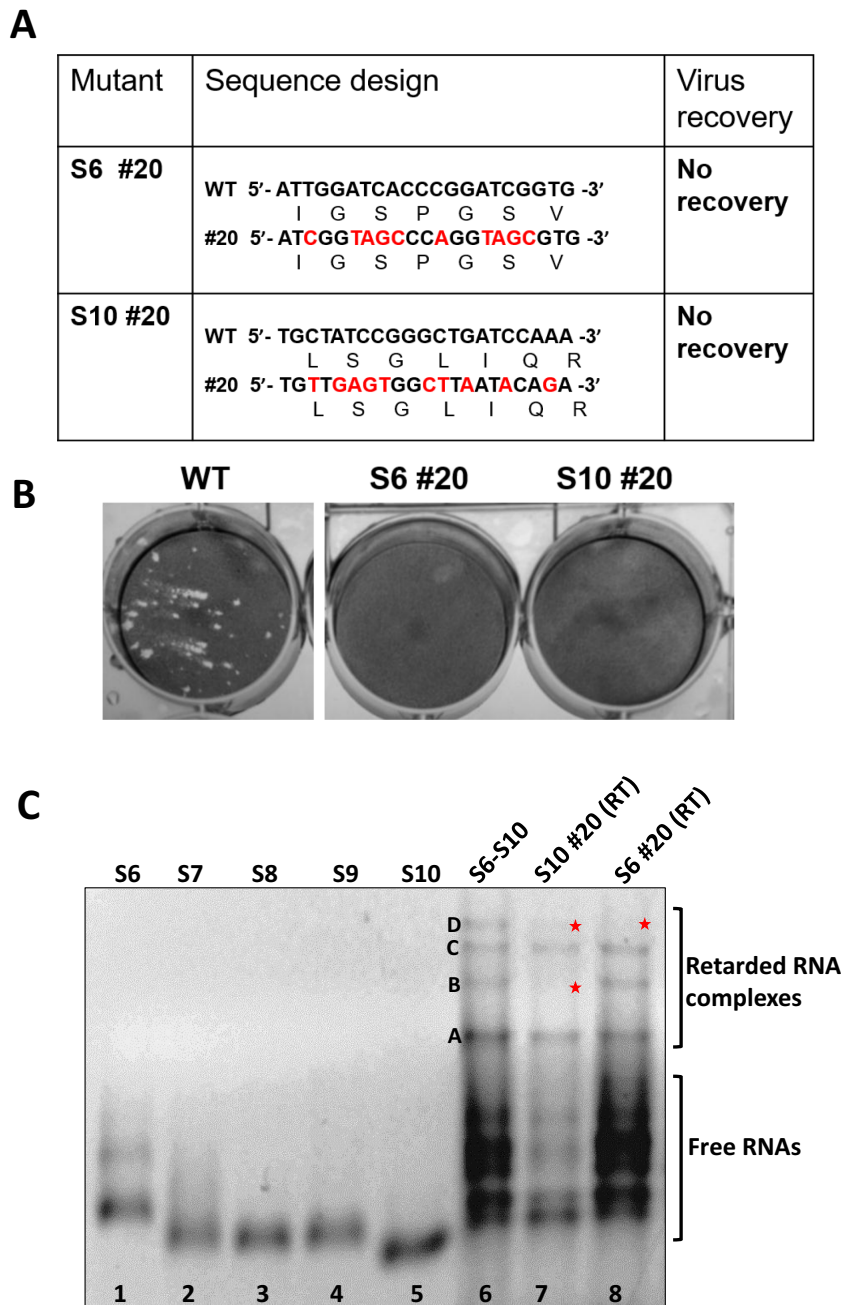 A
Mutant Sequence design Virus recovery
S6 #20
WT 5’- ATTGGATCACCCGGATCGGTG -3’
I G S P G S V
#20 5’- ATCGGTAGCCCAGGTAGCGTG -3’
I G S P G S V
No recovery
S10 #20
WT 5’- TGCTATCCGGGCTGATCCAAA -3’
L S G L I Q R
#20 5’- TGTTGAGTGGCTTAATACAGA -3’
L S G L I Q R
No recovery
B
WT S6 #20 S10 #20
C
S6 S7 S8 S9 S10 S6-S10 S10 #20 (RT) S6 #20 (RT)
D
C
B
A
Retarded RNA
complexes
Free RNAs
1 2 3 4 5 6 7 8